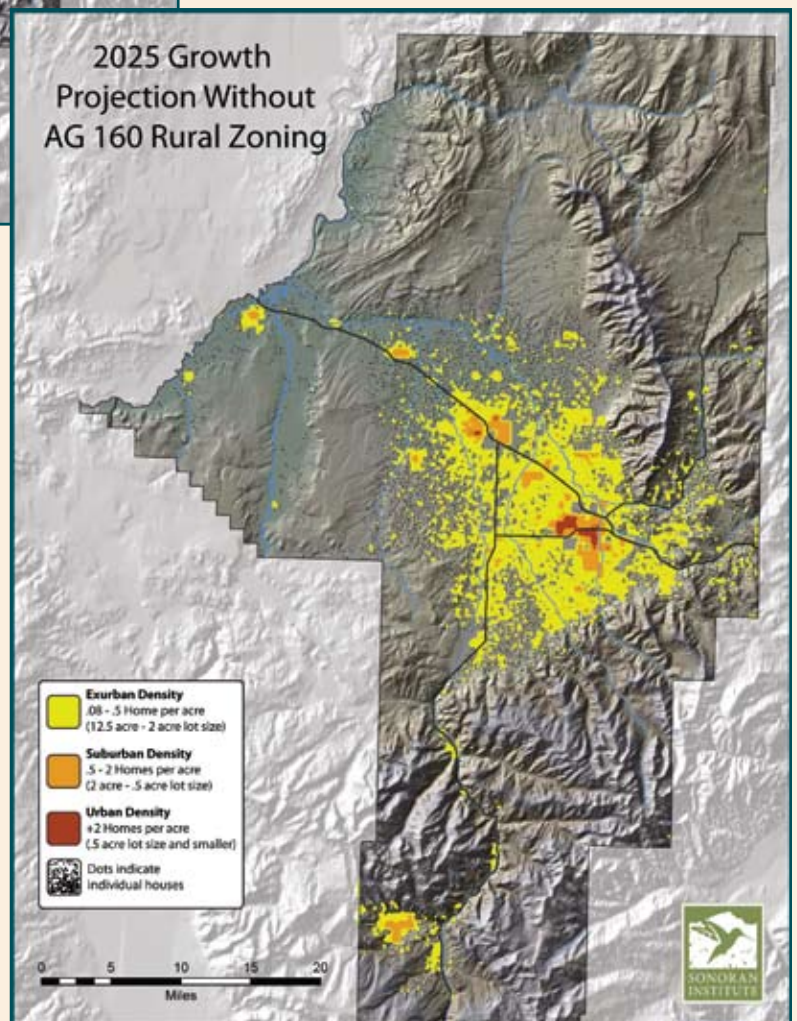 2025 Growth
Projection Without
AG 160 Rural Zoning
Exurban Density
.08 - .5 Home per acre
(12.5 acre - 2 acre lot size)
Suburban Density
.5 - 2 Homes per acre
(2 acre - .5 acre lot size)
Urban Density
+2 Homes per acre
(.5 acre lot size and smaller)
Dots indicate
individual houses
0 5 10 15 20
Miles
SONORAN
INSTITUTE